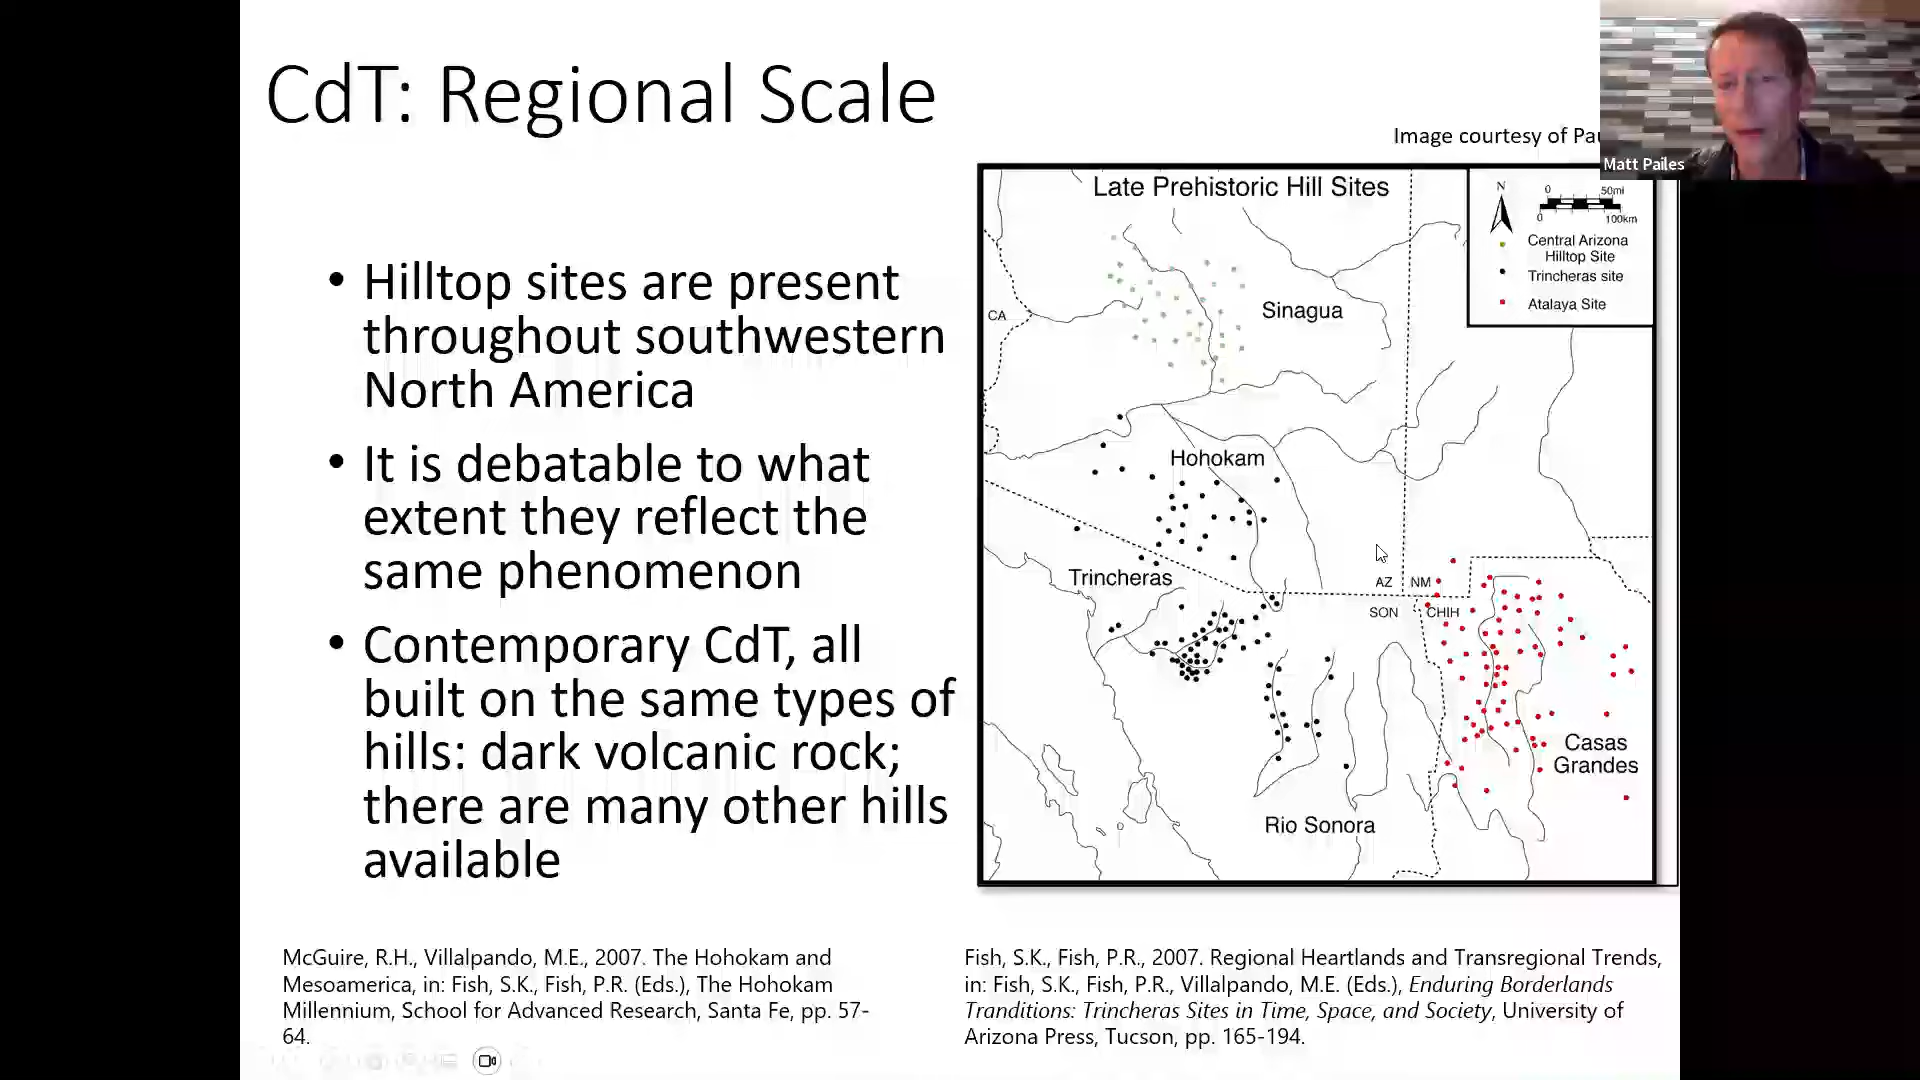 CdT: Regional Scale
Image courtesy of
Matt Pailes
• Hilltop sites are present
throughout southwestern
North America
• It is debatable to what
extent they reflect the
same phenomenon
• Contemporary CdT, all
built on the same types of
hills: dark volcanic rock;
there are many other hills
available
Late Prehistoric Hill Sites
N
0 50mi
0 100km
Central Arizona
Hilltop Site
Trincheras site
Atalaya Site
CA
Sinagua
Hohokam
Trincheras
AZ NM
SON CHIH
Casas
Grandes
Rio Sonora
McGuire, R.H., Villalpando, M.E., 2007. The Hohokam and
Mesoamerica, in: Fish, S.K., Fish, P.R. (Eds.), The Hohokam
Millennium, School for Advanced Research, Santa Fe, pp. 57-
64.
Fish, S.K., Fish, P.R., 2007. Regional Heartlands and Transregional Trends,
in: Fish, S.K., Fish, P.R., Villalpando, M.E. (Eds.), Enduring Borderlands
Tranditions: Trincheras Sites in Time, Space, and Society, University of
Arizona Press, Tucson, pp. 165-194.